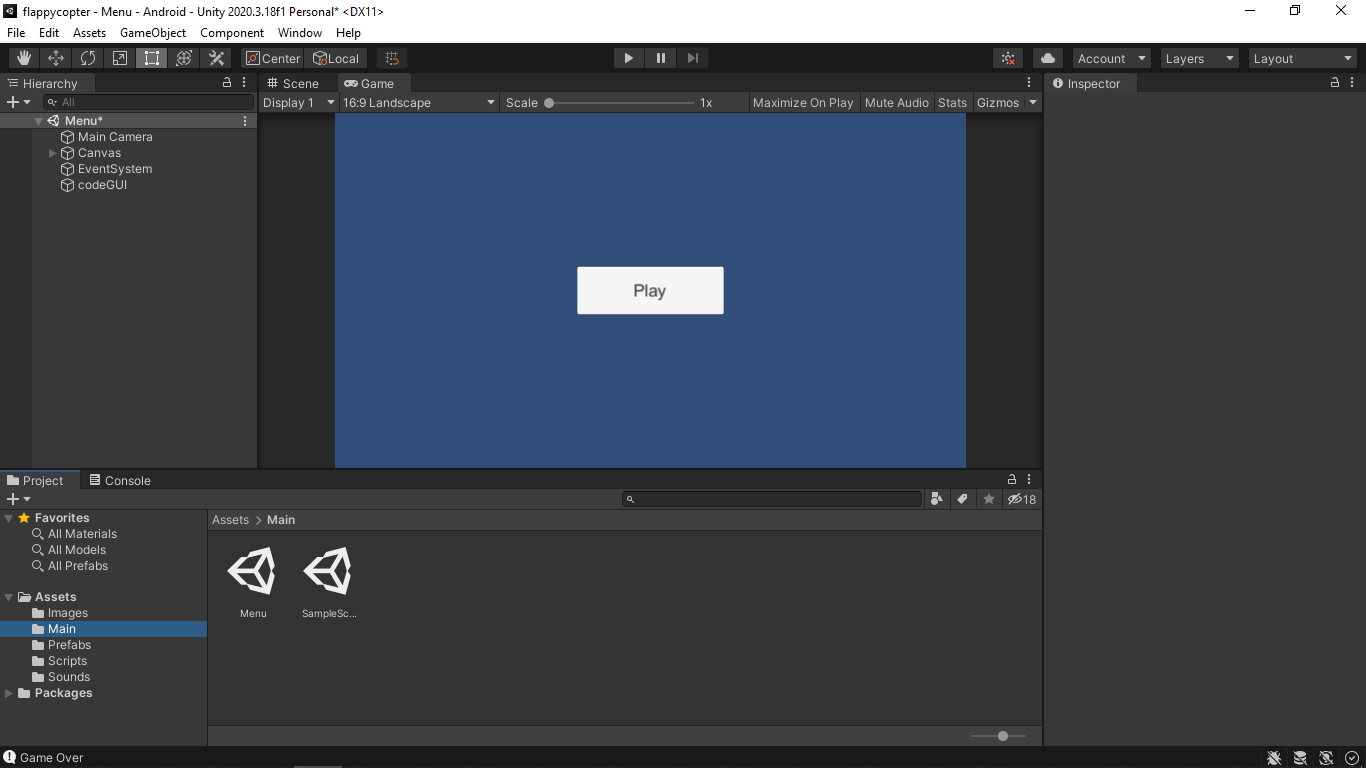 flappycopter - Menu - Android - Unity 2020.3.18f1 Personal* <DX11>
File Edit Assets GameObject Component Window Help
Center Local Account Layers Layout
Hierarchy Scene Game Inspector
All Display 1 16:9 Landscape Scale 1x Maximize On Play Mute Audio Stats Gizmos
Menu*
Main Camera
Canvas
EventSystem
codeGUI
Play
Project Console
18
Favorites Assets > Main
All Materials
All Models
All Prefabs
Assets
Images
Main
Prefabs
Scripts
Sounds
Packages
Menu SampleSc...
Game Over